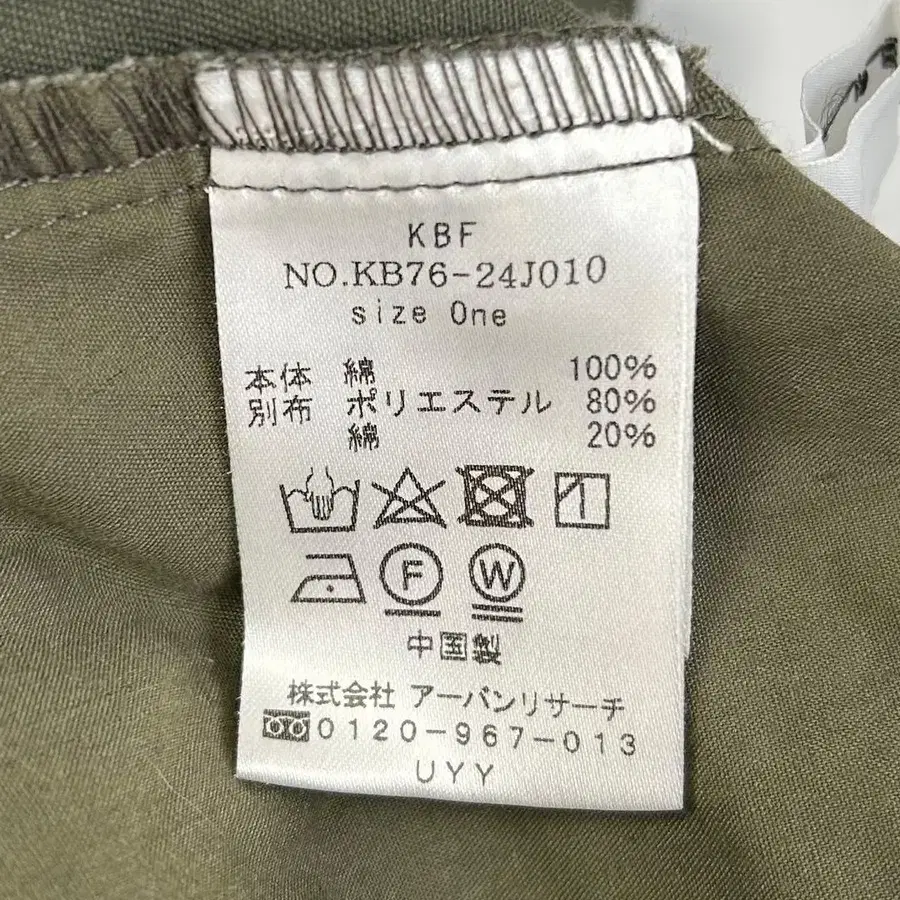 KBF
NO.KB76-24J010
size One
本体 綿 100%
別布 ポリエステル 80%
綿 20%
F W
中国製
株式会社 アーバンリサーチ
0120-967-013
UYY